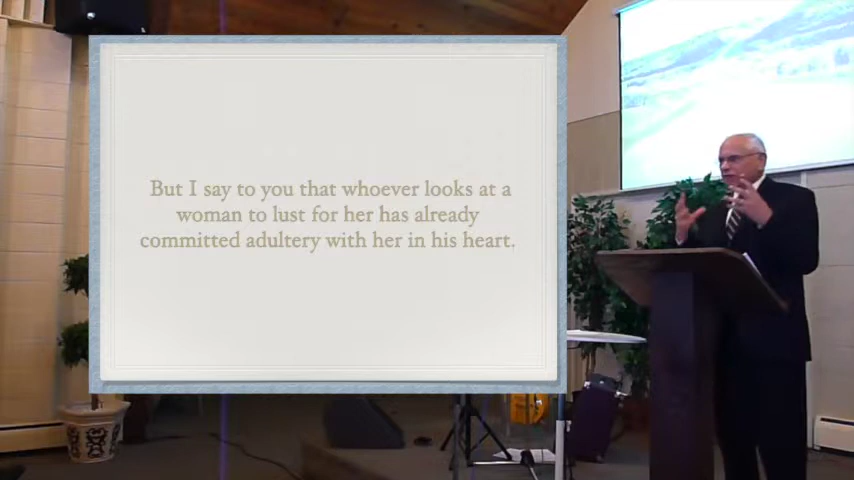 But I say to you that whoever looks at a
woman to lust for her has already
committed adultery with her in his heart.